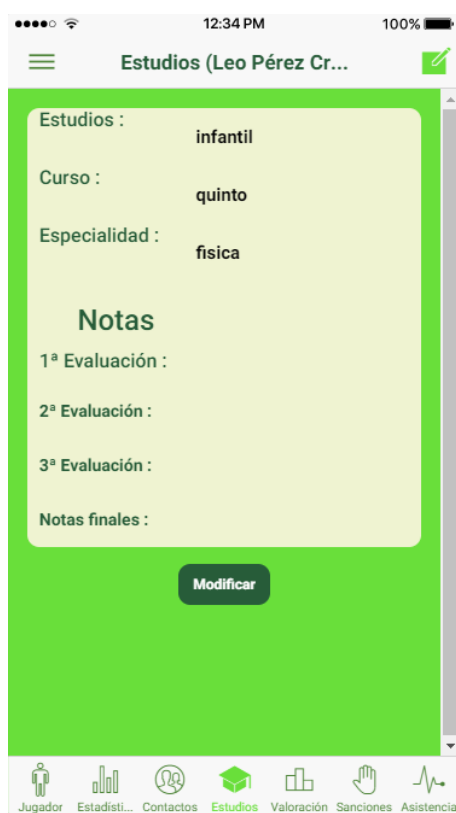 12:34 PM 100%
Estudios (Leo Pérez Cr...
Estudios :
infantil
Curso :
quinto
Especialidad :
fisica
Notas
1ª Evaluación :
2ª Evaluación :
3ª Evaluación :
Notas finales :
Modificar
Jugador Estadísti... Contactos Estudios Valoración Sanciones Asistencia